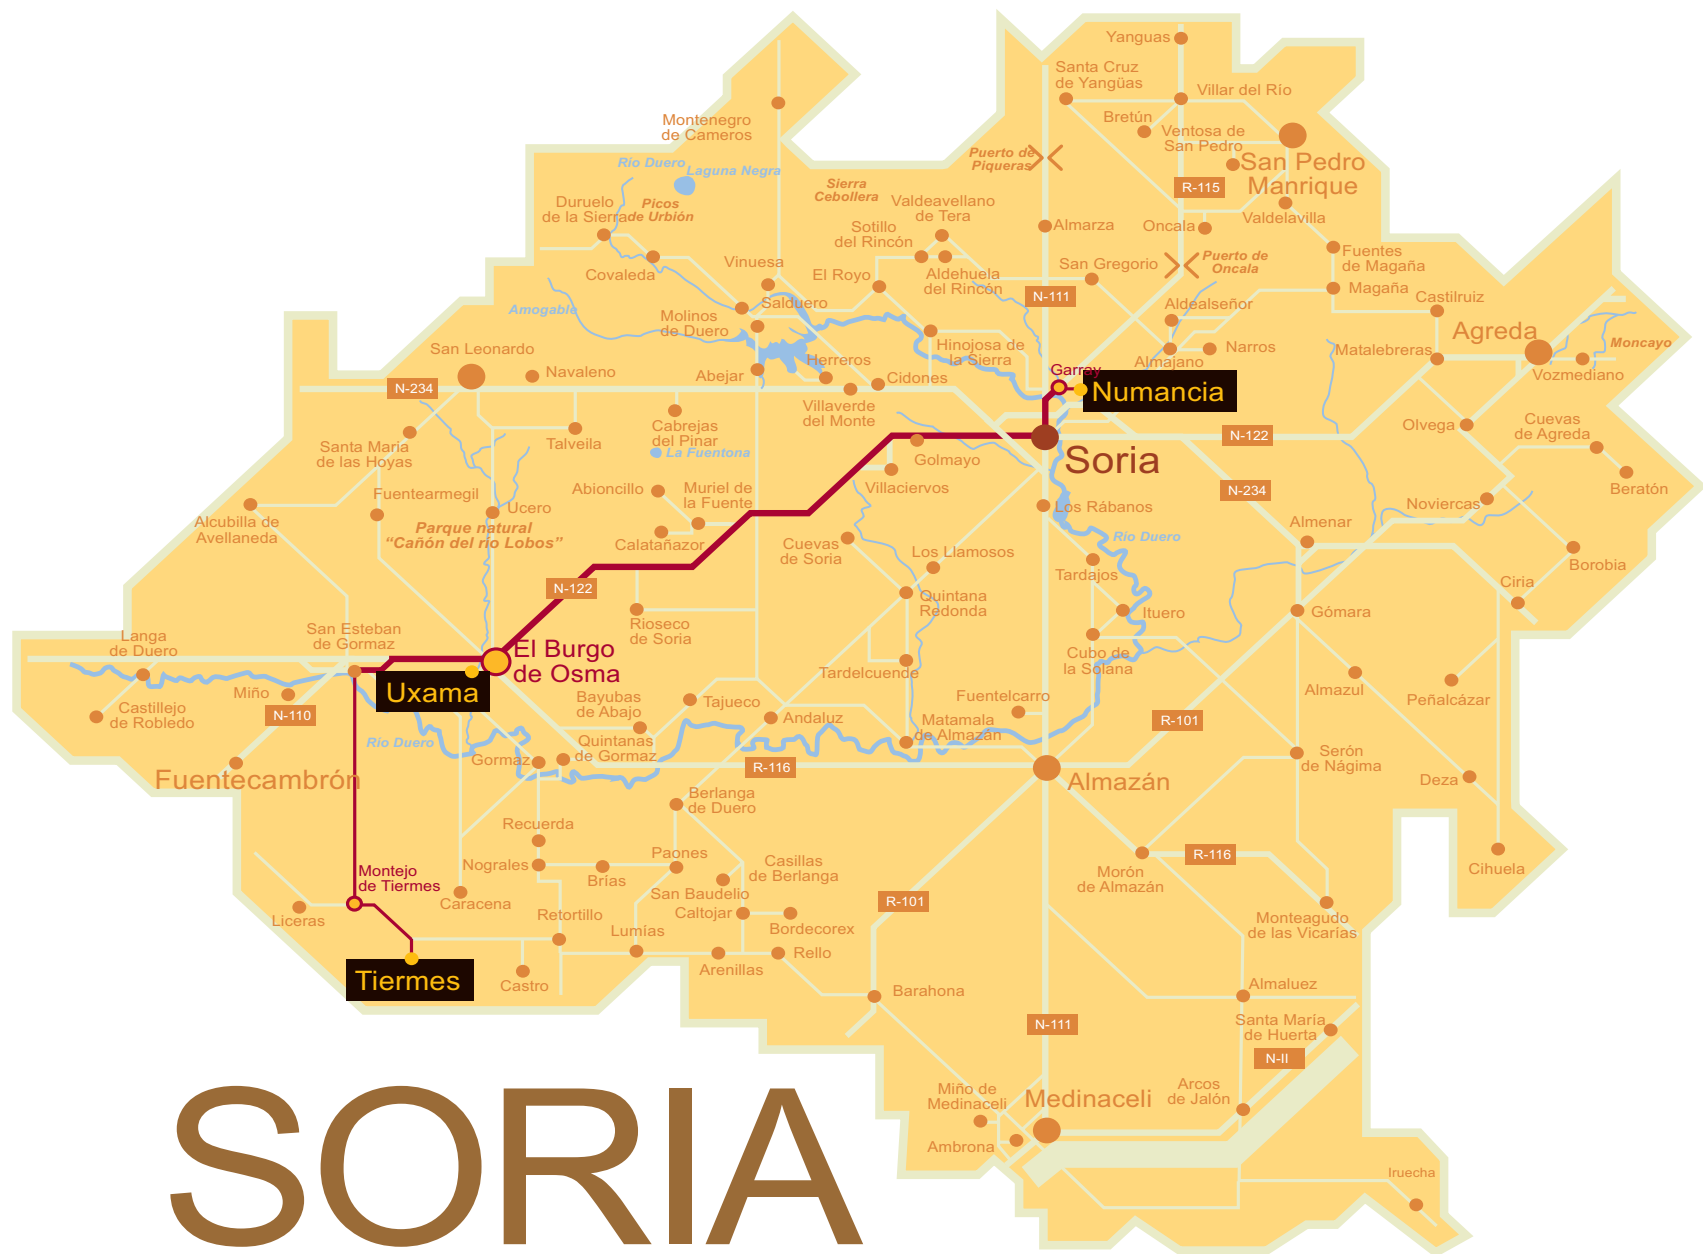 Yanguas
Santa Cruz
de Yangüas
Villar del Río
Bretún
Ventosa de
San Pedro
San Pedro
Manrique
Montenegro
de Cameros
Puerto de
Piqueras
Rio Duero
Laguna Negra
Sierra
Cebollera
R-115
Duruelo
de la Sierra
Picos
de Urbión
Valdeavellano
de Tera
Sotillo
del Rincón
Almarza
Oncala
Valdelavilla
Fuentes
de Magaña
Covaleda
Vinuesa
El Royo
Aldehuela
del Rincón
San Gregorio
Puerto de
Oncala
Magaña
Castilruiz
N-111
Salduero
Amogable
Molinos
de Duero
Aldealseñor
Agreda
Hinojosa de
la Sierra
Almajano
Narros
Matalebreras
Moncayo
Vozmediano
San Leonardo
Navaleno
N-234
Abejar
Herreros
Cidones
Garray
Numancia
Villaverde
del Monte
Santa Maria
de las Hoyas
Talveila
Cabrejas
del Pinar
La Fuentona
Golmayo
Soria
N-122
Olvega
Cuevas
de Agreda
Fuentearmegil
Ucero
Abioncillo
Muriel de
la Fuente
Villaciervos
N-234
Beratón
Noviercas
Alcubilla de
Avellaneda
Parque natural
“Cañón del río Lobos”
Calatañazor
Cuevas
de Soria
Los Llamosos
Los Rábanos
Rio Duero
Almenar
Borobia
N-122
Tardajos
Ciria
Quintana
Redonda
Ituero
Gómara
Rioseco
de Soria
Langa
de Duero
San Esteban
de Gormaz
El Burgo
de Osma
Uxama
Tardelcuende
Cubo de
la Solana
Almazul
Peñalcázar
Miño
Castillejo
de Robledo
N-110
Bayubas
de Abajo
Tajueco
Andaluz
Fuentelcarro
Matamala
de Almazán
R-101
Rio Duero
Gormaz
Quintanas
de Gormaz
R-116
Serón
de Nágima
Deza
Fuentecambrón
Almazán
Berlanga
de Duero
Recuerda
Nograles
Brías
Paones
Casillas
de Berlanga
San Baudelio
Morón
de Almazán
R-116
Cihuela
Montejo
de Tiermes
Caracena
Liceras
Retortillo
Lumías
Caltojar
Bordecorex
R-101
Monteagudo
de las Vicarías
Tiermes
Castro
Arenillas
Rello
Barahona
Almaluez
Santa María
de Huerta
N-111
N-II
Miño de
Medinaceli
Medinaceli
Arcos
de Jalón
Ambrona
Iruecha
SORIA